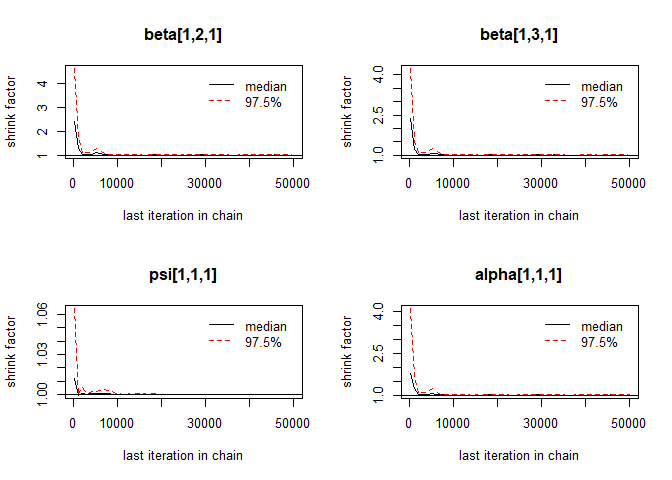 beta[1,2,1]
shrink factor
4
3
2
1
median
97.5%
0 10000 30000 50000
last iteration in chain
beta[1,3,1]
shrink factor
4.0
2.5
1.0
median
97.5%
0 10000 30000 50000
last iteration in chain
psi[1,1,1]
shrink factor
1.06
1.03
1.00
median
97.5%
0 10000 30000 50000
last iteration in chain
alpha[1,1,1]
shrink factor
4.0
2.5
1.0
median
97.5%
0 10000 30000 50000
last iteration in chain